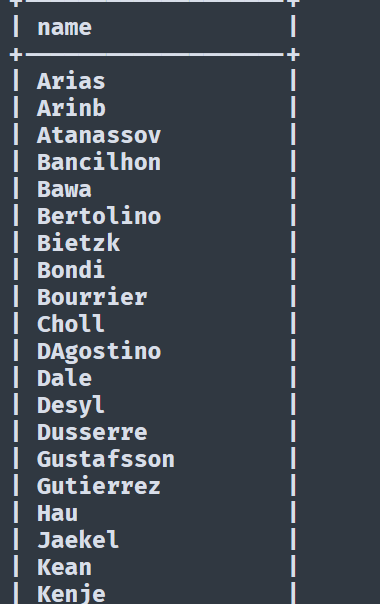 name
Arias
Arinb
Atanassov
Bancilhon
Bawa
Bertolino
Bietzk
Bondi
Bourrier
Choll
DAgostino
Dale
Desyl
Dusserre
Gustafsson
Gutierrez
Hau
Jaekel
Kean
Kenje